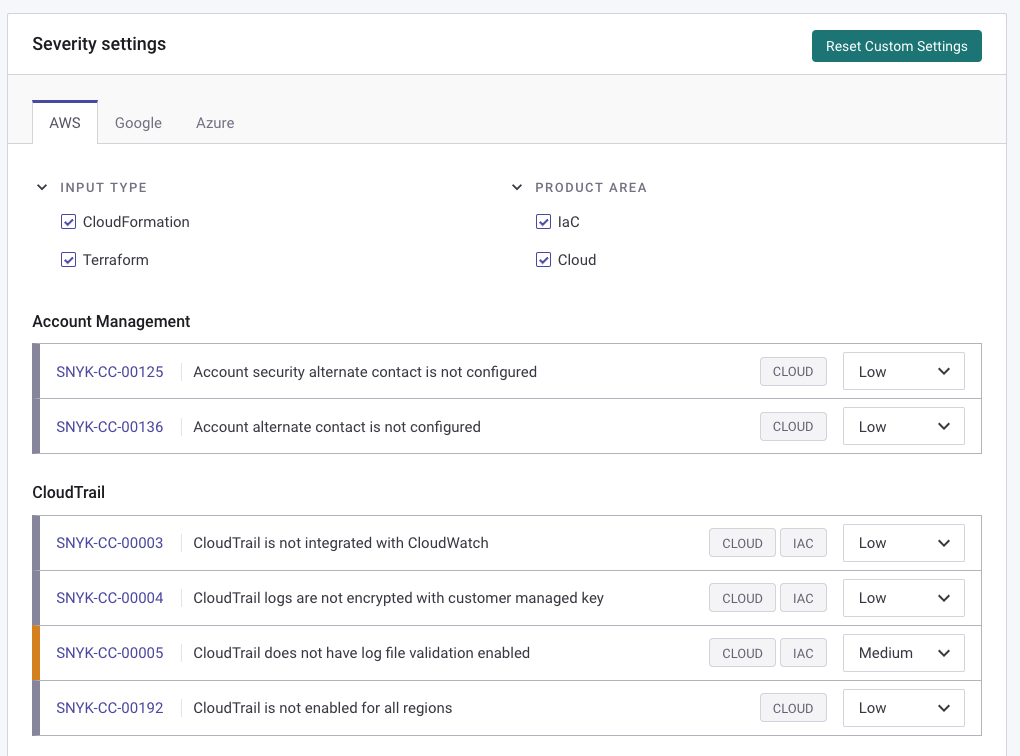 Severity settings
Reset Custom Settings
AWS Google Azure
INPUT TYPE
CloudFormation
Terraform
PRODUCT AREA
IaC
Cloud
Account Management
SNYK-CC-00125 Account security alternate contact is not configured CLOUD Low
SNYK-CC-00136 Account alternate contact is not configured CLOUD Low
CloudTrail
SNYK-CC-00003 CloudTrail is not integrated with CloudWatch CLOUD IAC Low
SNYK-CC-00004 CloudTrail logs are not encrypted with customer managed key CLOUD IAC Low
SNYK-CC-00005 CloudTrail does not have log file validation enabled CLOUD IAC Medium
SNYK-CC-00192 CloudTrail is not enabled for all regions CLOUD Low